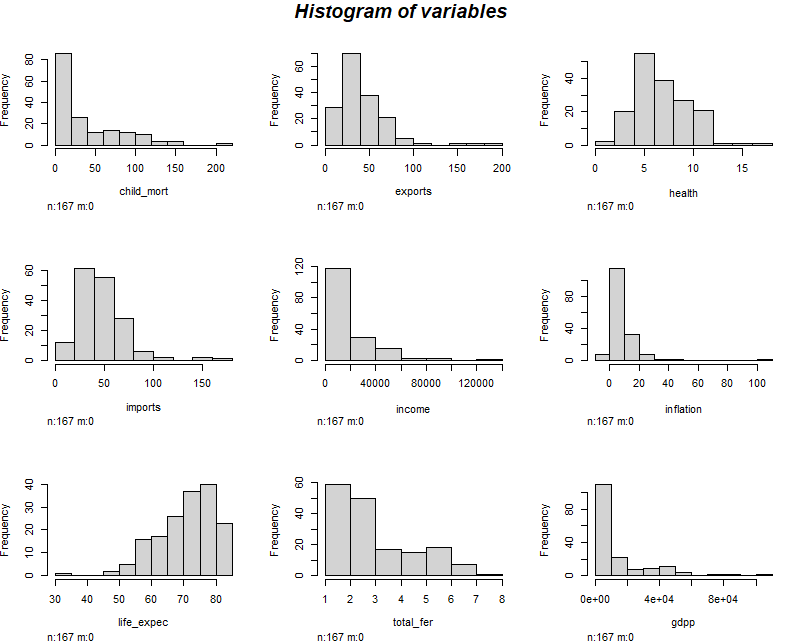 Histogram of variables
Frequency
0 20 40 60 80
0 50 100 150 200
child_mort
n:167 m:0
Frequency
0 20 40 60
0 50 100 150 200
exports
n:167 m:0
Frequency
0 20 40
0 5 10 15
health
n:167 m:0
Frequency
0 20 40 60
0 50 100 150
imports
n:167 m:0
Frequency
0 40 80 120
0 40000 80000 120000
income
n:167 m:0
Frequency
0 40 80
0 20 40 60 80 100
inflation
n:167 m:0
Frequency
0 10 20 30 40
30 40 50 60 70 80
life_expec
n:167 m:0
Frequency
0 20 40 60
1 2 3 4 5 6 7 8
total_fer
n:167 m:0
Frequency
0 40 80
0e+00 4e+04 8e+04
gdpp
n:167 m:0